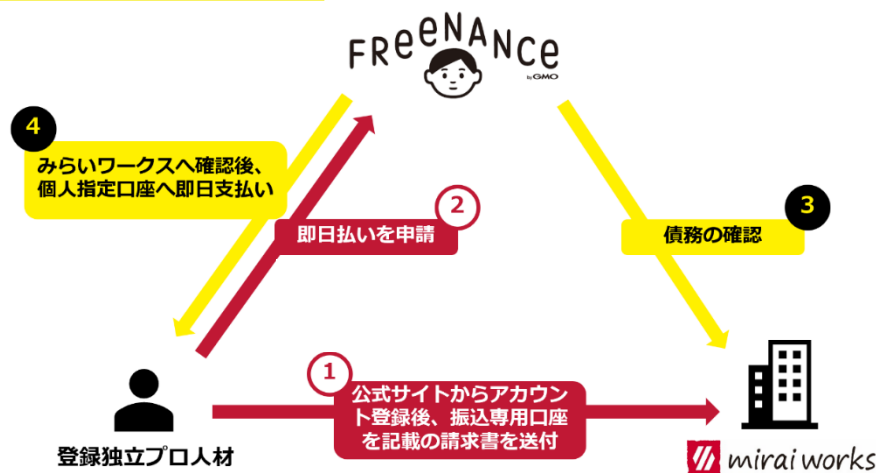 FReeNANce
by GMO
4
みらいワークスへ確認後、
個人指定口座へ即日支払い
2
即日払いを申請
3
債務の確認
1
公式サイトからアカウン
ト登録後、振込専用口座
を記載の請求書を送付
登録独立プロ人材
mirai works